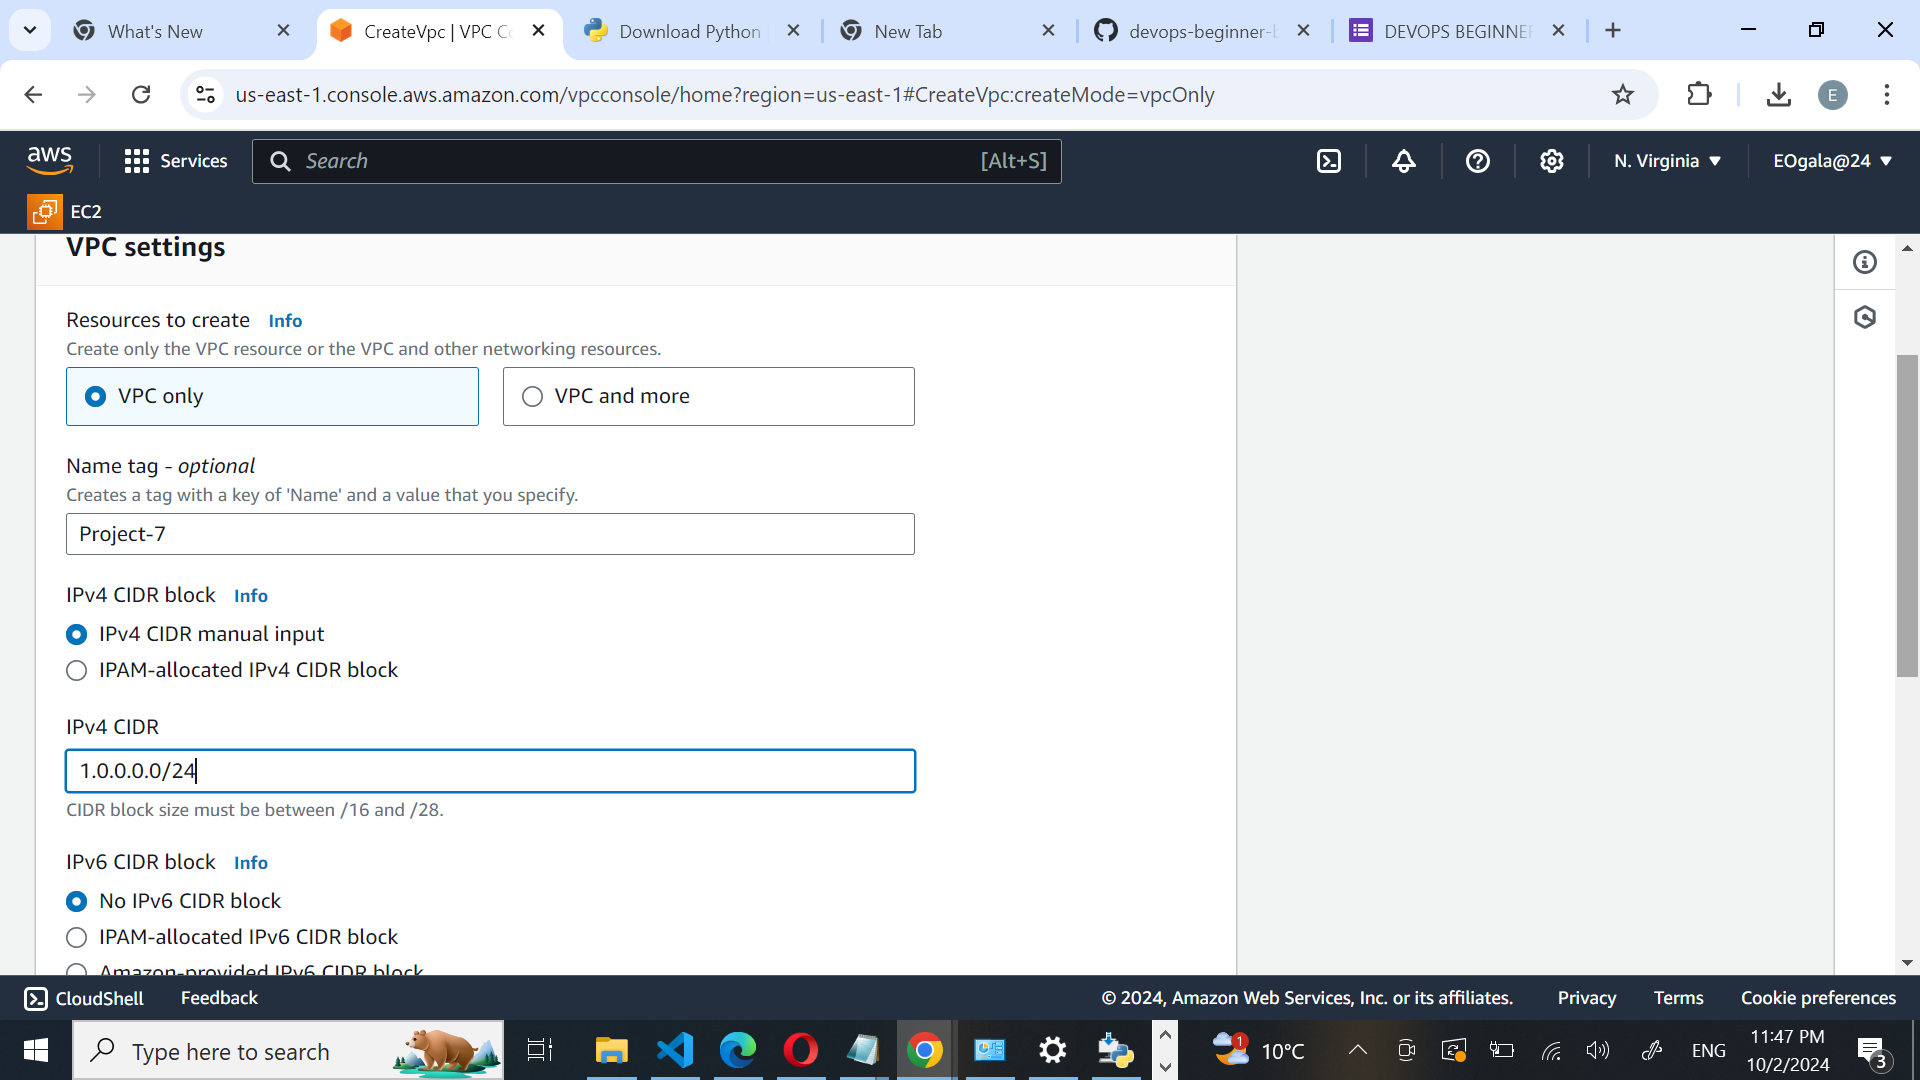 What's New
CreateVpc | VPC Co
Download Python
New Tab
devops-beginner-b
DEVOPS BEGINNER
us-east-1.console.aws.amazon.com/vpcconsole/home?region=us-east-1#CreateVpc:createMode=vpcOnly
E
aws
Services
Search
[Alt+S]
N. Virginia
EOgala@24
EC2
VPC settings
Resources to create Info
Create only the VPC resource or the VPC and other networking resources.
VPC only
VPC and more
Name tag - optional
Creates a tag with a key of 'Name' and a value that you specify.
Project-7
IPv4 CIDR block Info
IPv4 CIDR manual input
IPAM-allocated IPv4 CIDR block
IPv4 CIDR
1.0.0.0.0/24
CIDR block size must be between /16 and /28.
IPv6 CIDR block Info
No IPv6 CIDR block
IPAM-allocated IPv6 CIDR block
Amazon-provided IPv6 CIDR block
CloudShell
Feedback
© 2024, Amazon Web Services, Inc. or its affiliates.
Privacy
Terms
Cookie preferences
Type here to search
1
10°C
ENG
11:47 PM
10/2/2024
3